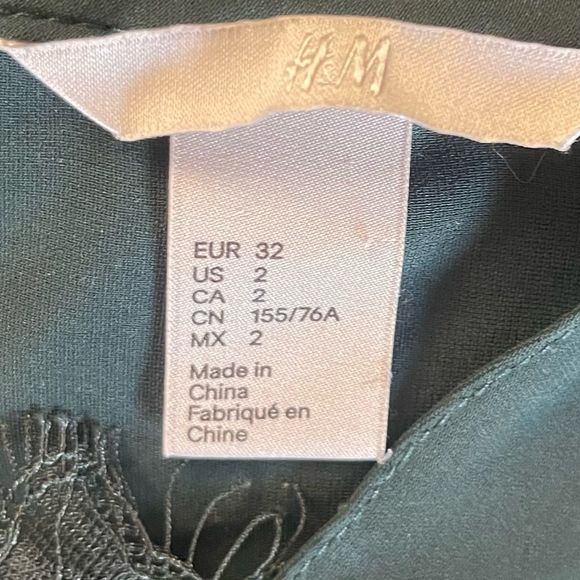 H&M
EUR 32
US 2
CA 2
CN 155/76A
MX 2
Made in
China
Fabriqué en
Chine